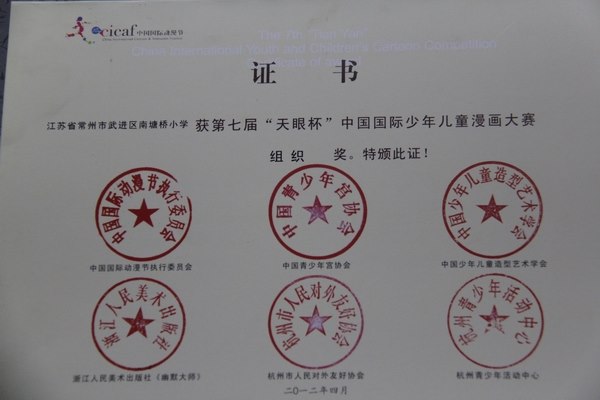 cicaf 中国国际动漫节
China International Cartoon & Animation Festival
The 7th "Tian Yan"
China International Youth and Children's Cartoon Competition
Certificate of award
证 书
江苏省常州市武进区南塘桥小学 获第七届“天眼杯”中国国际少年儿童漫画大赛
组织 奖。特颁此证！
中国国际动漫节执行委员会
中国青少年宫协会
中国少年儿童造型艺术学会
中国国际动漫节执行委员会
中国青少年宫协会
中国少年儿童造型艺术学会
浙江人民美术出版社
杭州市人民对外友好协会
杭州青少年活动中心
浙江人民美术出版社（幽默大师）
杭州市人民对外友好协会
杭州青少年活动中心
二○一二年四月